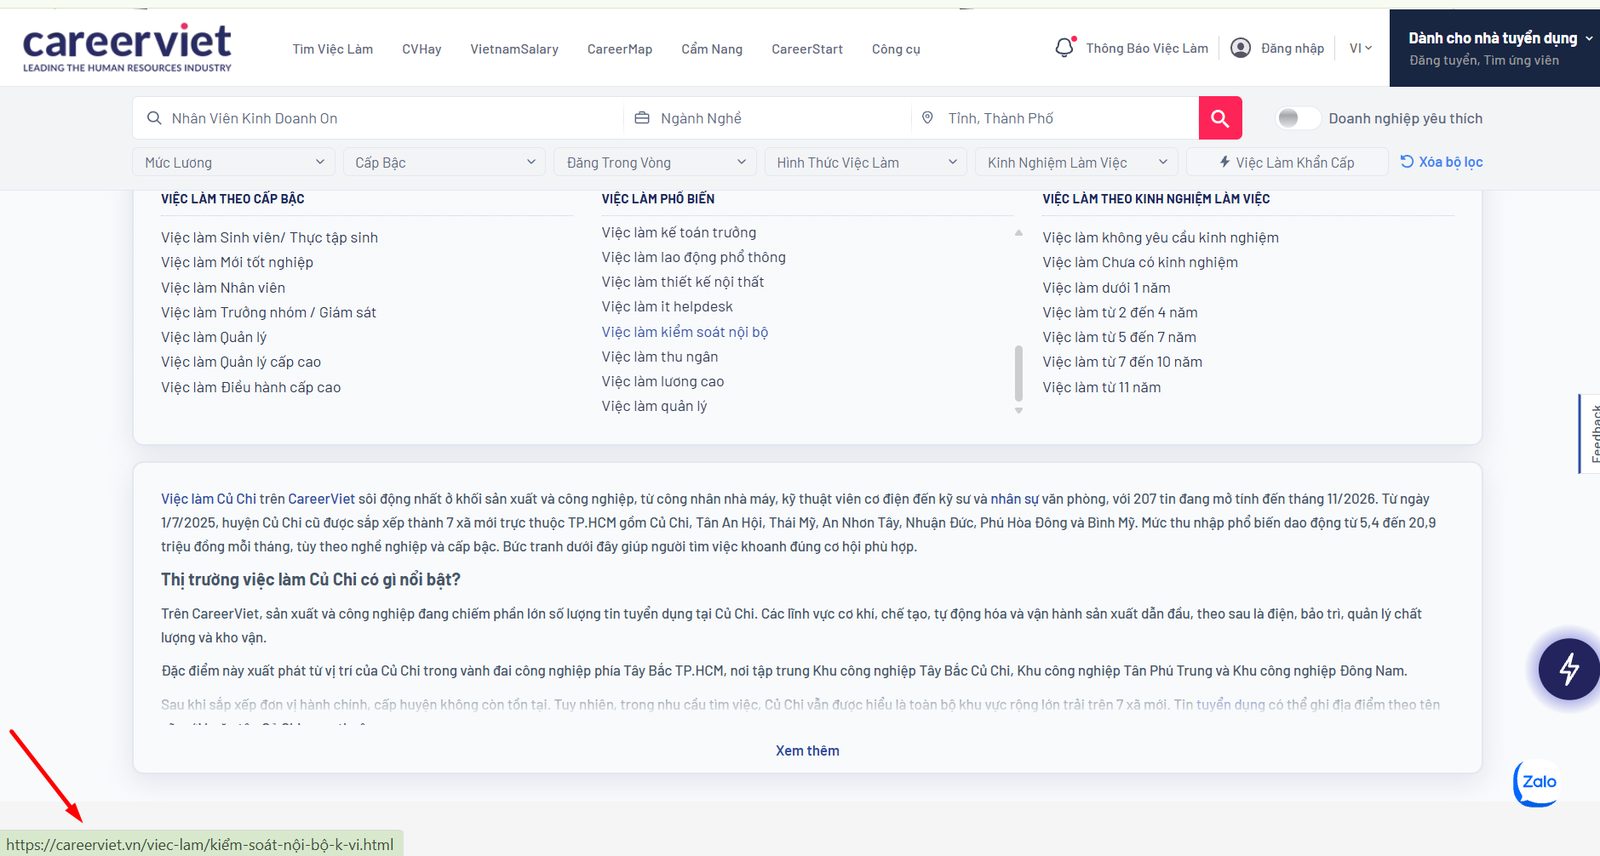 careerviet
LEADING THE HUMAN RESOURCES INDUSTRY
Tìm Việc Làm
CVHay
VietnamSalary
CareerMap
Cẩm Nang
CareerStart
Công cụ
Thông Báo Việc Làm
Đăng nhập
VI
Dành cho nhà tuyển dụng
Đăng tuyển, Tìm ứng viên
Nhân Viên Kinh Doanh On
Ngành Nghề
Tỉnh, Thành Phố
Doanh nghiệp yêu thích
Mức Lương
Cấp Bậc
Đăng Trong Vòng
Hình Thức Việc Làm
Kinh Nghiệm Làm Việc
Việc Làm Khẩn Cấp
Xóa bộ lọc
VIỆC LÀM THEO CẤP BẬC
Việc làm Sinh viên/ Thực tập sinh
Việc làm Mới tốt nghiệp
Việc làm Nhân viên
Việc làm Trưởng nhóm / Giám sát
Việc làm Quản lý
Việc làm Quản lý cấp cao
Việc làm Điều hành cấp cao
VIỆC LÀM PHỔ BIẾN
Việc làm kế toán trưởng
Việc làm lao động phổ thông
Việc làm thiết kế nội thất
Việc làm it helpdesk
Việc làm kiểm soát nội bộ
Việc làm thu ngân
Việc làm lương cao
Việc làm quản lý
VIỆC LÀM THEO KINH NGHIỆM LÀM VIỆC
Việc làm không yêu cầu kinh nghiệm
Việc làm Chưa có kinh nghiệm
Việc làm dưới 1 năm
Việc làm từ 2 đến 4 năm
Việc làm từ 5 đến 7 năm
Việc làm từ 7 đến 10 năm
Việc làm từ 11 năm
Feedback
Việc làm Củ Chi trên CareerViet sôi động nhất ở khối sản xuất và công nghiệp, từ công nhân nhà máy, kỹ thuật viên cơ điện đến kỹ sư và nhân sự văn phòng, với 207 tin đang mở tính đến tháng 11/2026. Từ ngày
1/7/2025, huyện Củ Chi cũ được sắp xếp thành 7 xã mới trực thuộc TP.HCM gồm Củ Chi, Tân An Hội, Thái Mỹ, An Nhơn Tây, Nhuận Đức, Phú Hòa Đông và Bình Mỹ. Mức thu nhập phổ biến dao động từ 5,4 đến 20,9
triệu đồng mỗi tháng, tùy theo nghề nghiệp và cấp bậc. Bức tranh dưới đây giúp người tìm việc khoanh đúng cơ hội phù hợp.
Thị trường việc làm Củ Chi có gì nổi bật?
Trên CareerViet, sản xuất và công nghiệp đang chiếm phần lớn số lượng tin tuyển dụng tại Củ Chi. Các lĩnh vực cơ khí, chế tạo, tự động hóa và vận hành sản xuất dẫn đầu, theo sau là điện, bảo trì, quản lý chất
lượng và kho vận.
Đặc điểm này xuất phát từ vị trí của Củ Chi trong vành đai công nghiệp phía Tây Bắc TP.HCM, nơi tập trung Khu công nghiệp Tây Bắc Củ Chi, Khu công nghiệp Tân Phú Trung và Khu công nghiệp Đông Nam.
Sau khi sắp xếp đơn vị hành chính, cấp huyện không còn tồn tại. Tuy nhiên, trong nhu cầu tìm việc, Củ Chi vẫn được hiểu là toàn bộ khu vực rộng lớn trải trên 7 xã mới. Tin tuyển dụng có thể ghi địa điểm theo tên
Xem thêm
Zalo
https://careerviet.vn/viec-lam/kiểm-soát-nội-bộ-k-vi.html